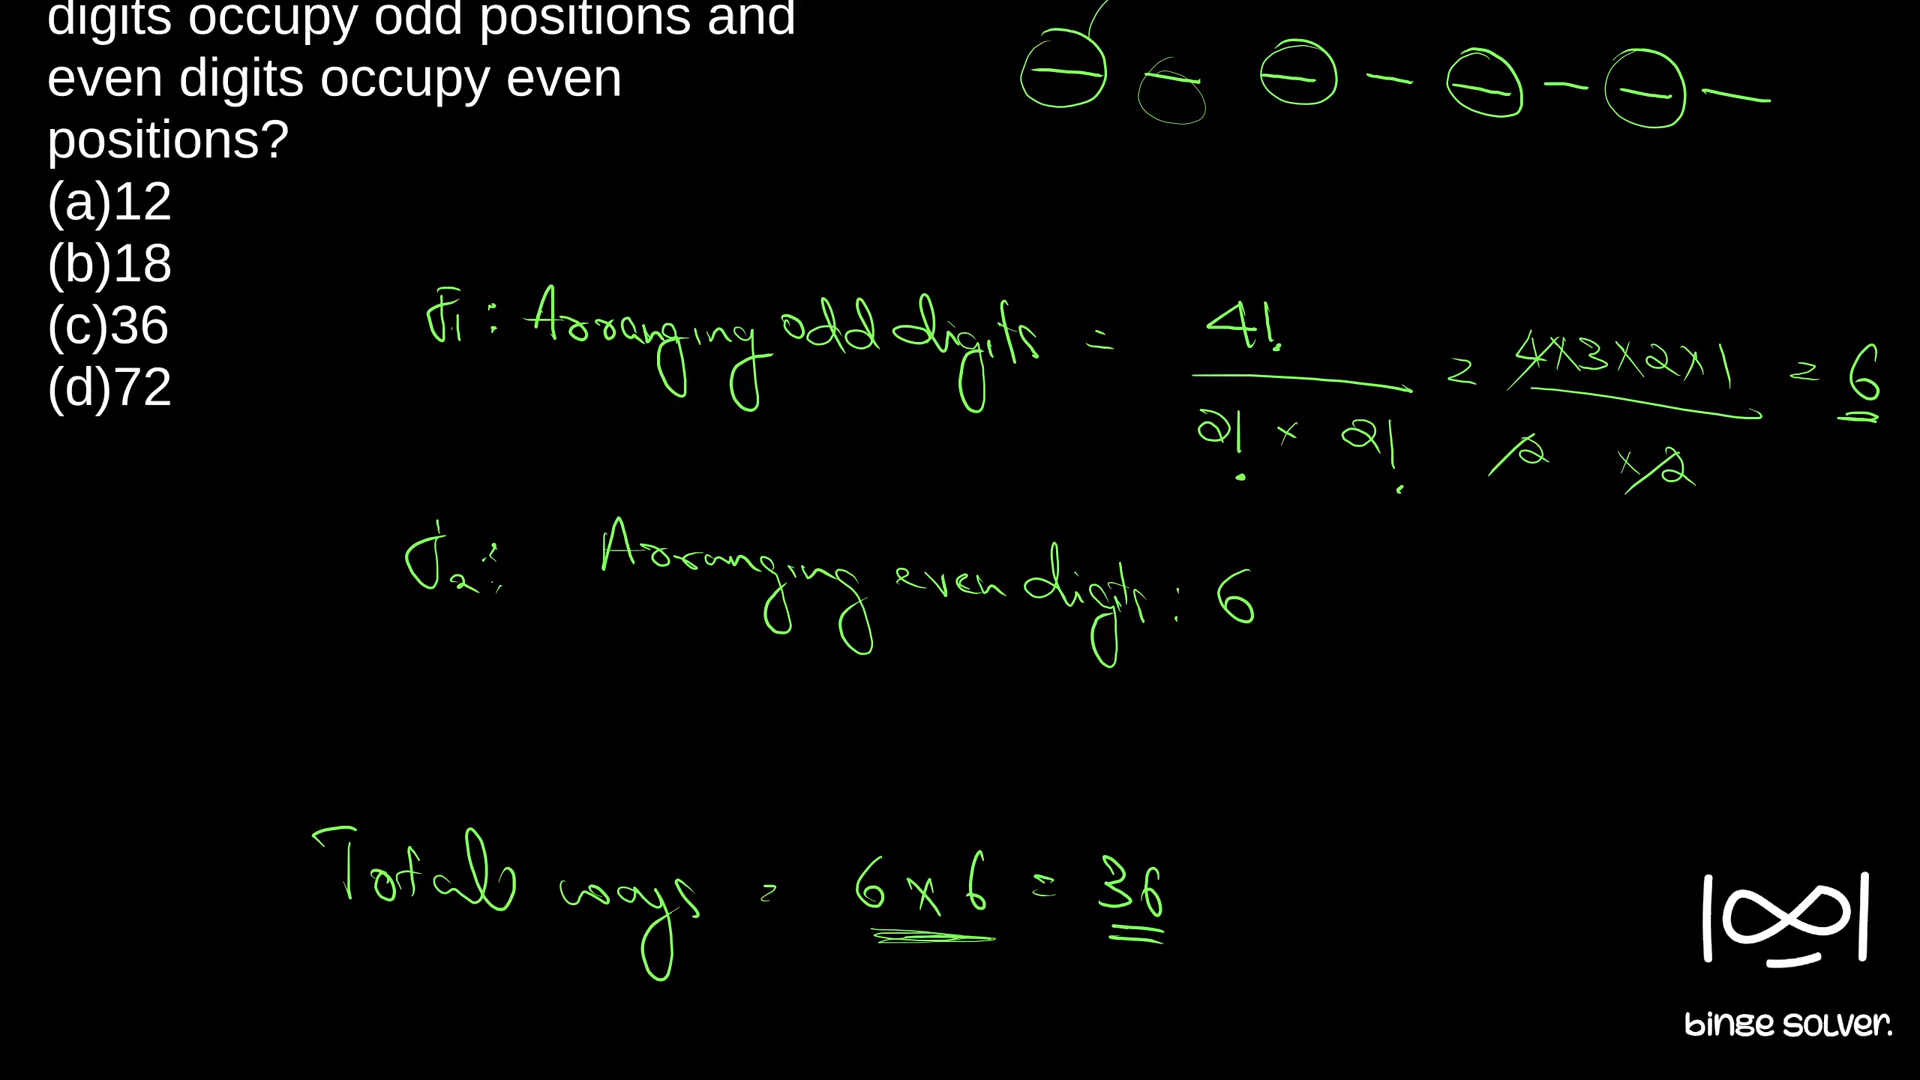 digits occupy odd positions and
even digits occupy even
positions?
(a)12
(b)18
(c)36
(d)72
J1 : Arranging odd digits = 4! / 2! × 2! = 4×3×2×1 / 2 ×2 = 6
J2 : Arranging even digits : 6
Total ways = 6 × 6 = 36
binge solver.